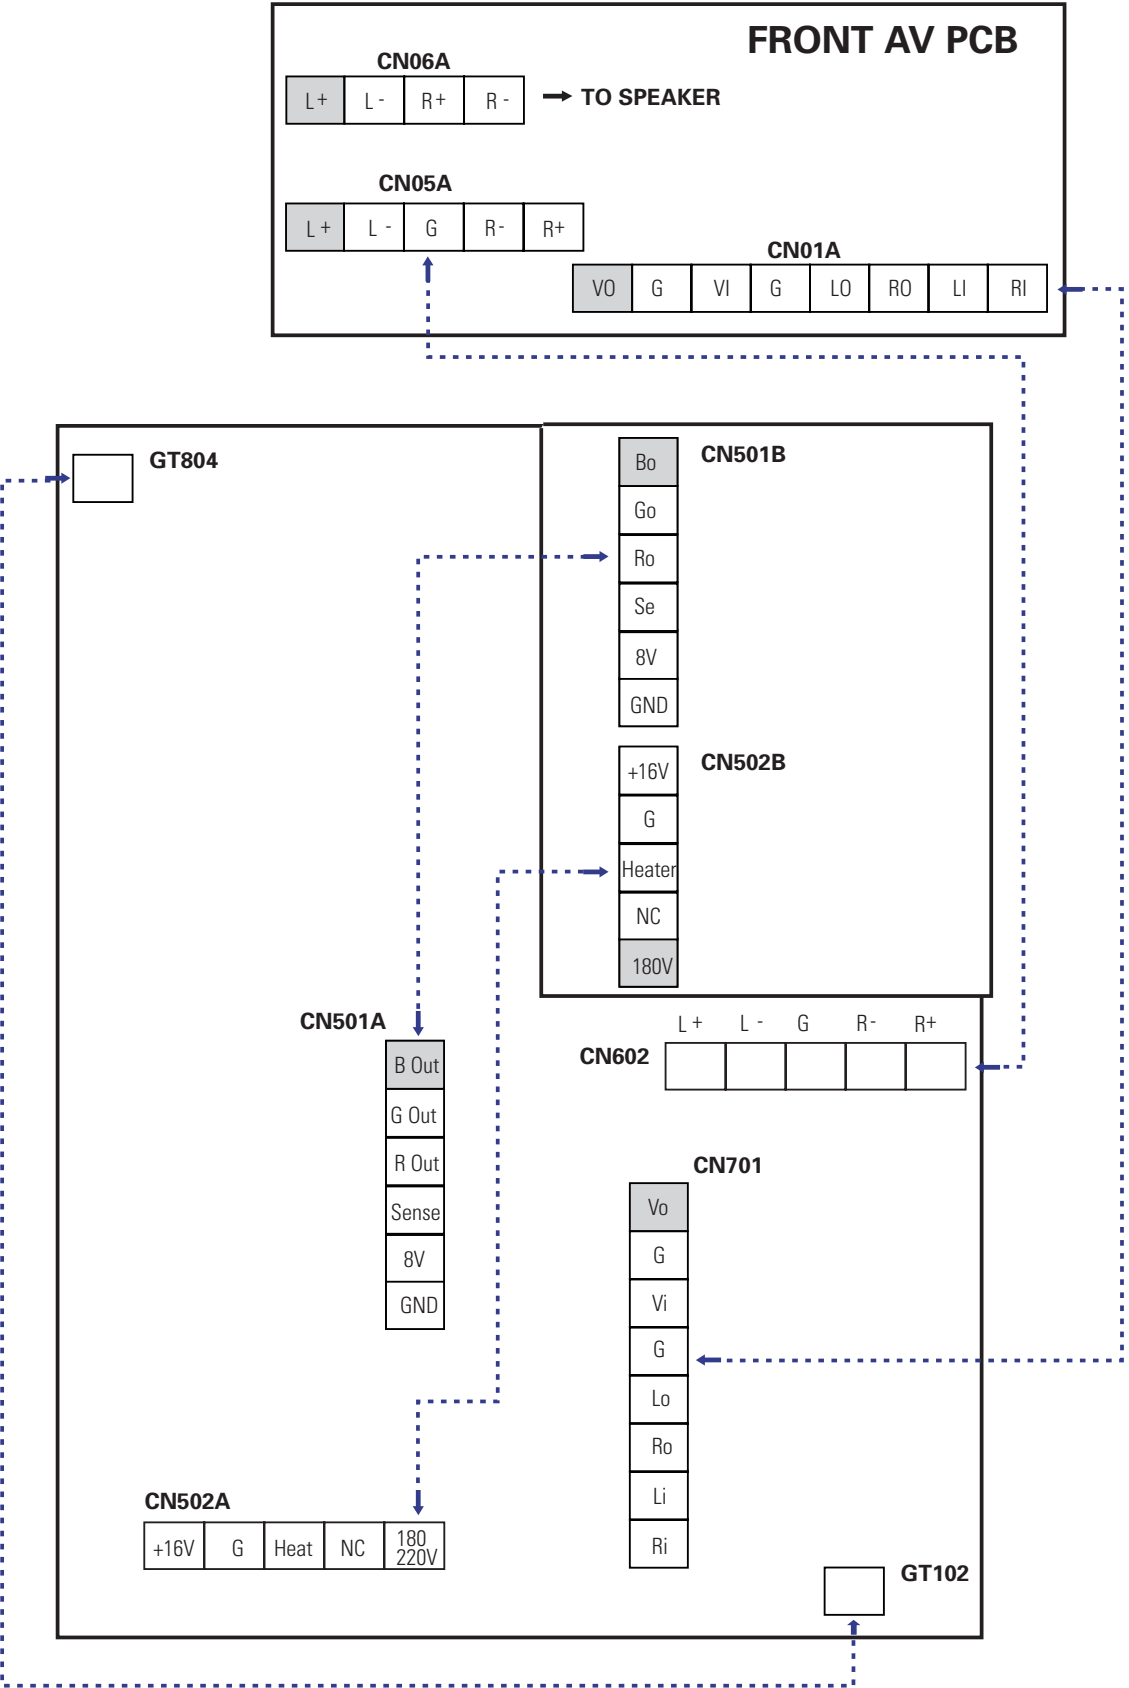 FRONT AV PCB
CN06A
L+ L - R+ R -
TO SPEAKER
CN05A
L + L - G R- R+
CN01A
VO G VI G LO RO LI RI
GT804
CN501B
Bo
Go
Ro
Se
8V
GND
CN502B
+16V
G
Heater
NC
180V
CN501A
B Out
G Out
R Out
Sense
8V
GND
L + L - G R- R+
CN602
CN701
Vo
G
Vi
G
Lo
Ro
Li
Ri
CN502A
+16V G Heat NC 180
220V
GT102